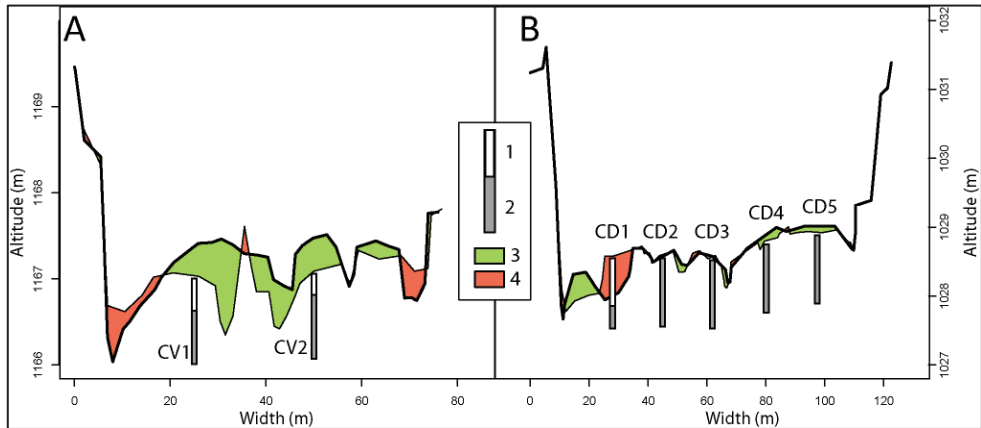 A
B
1032
1031
1030
1029
1028
1027
Altitude (m)
1169
1168
1167
1166
Altitude (m)
1
2
3
4
CV1
CV2
CD1
CD2
CD3
CD4
CD5
0 20 40 60 80
Width (m)
0 20 40 60 80 100 120
Width (m)